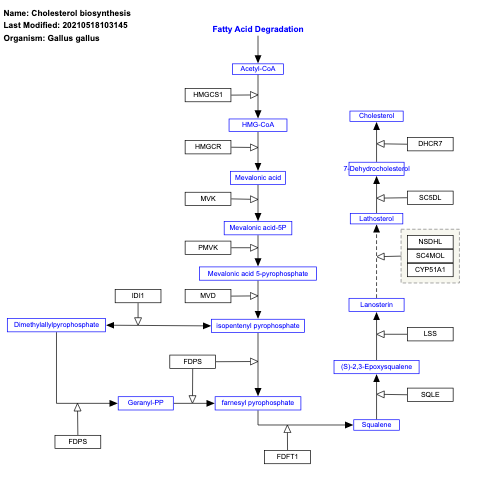 Name: Cholesterol biosynthesis
Last Modified: 20210518103145
Organism: Gallus gallus
Fatty Acid Degradation
Acetyl-CoA
HMGCS1
HMG-CoA
HMGCR
Mevalonic acid
MVK
Mevalonic acid-5P
PMVK
Mevalonic acid 5-pyrophosphate
IDI1
MVD
Dimethylallylpyrophosphate
isopentenyl pyrophosphate
FDPS
Geranyl-PP
farnesyl pyrophosphate
FDPS
FDFT1
Cholesterol
DHCR7
7-Dehydrocholesterol
SC5DL
Lathosterol
NSDHL
SC4MOL
CYP51A1
Lanosterin
LSS
(S)-2,3-Epoxysqualene
SQLE
Squalene